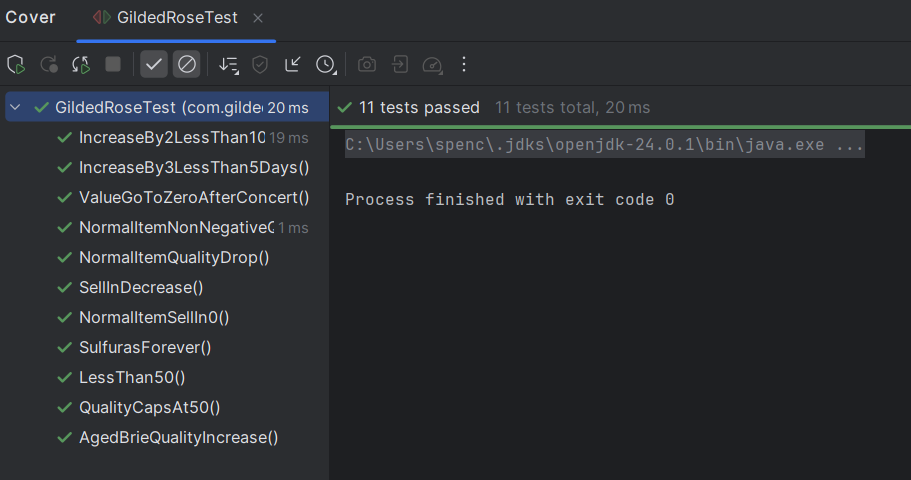 Cover GildedRoseTest
GildedRoseTest (com.gilde 20 ms
IncreaseBy2LessThan10 19 ms
IncreaseBy3LessThan5Days()
ValueGoToZeroAfterConcert()
NormalItemNonNegativeQ 1 ms
NormalItemQualityDrop()
SellInDecrease()
NormalItemSellIn0()
SulfurasForever()
LessThan50()
QualityCapsAt50()
AgedBrieQualityIncrease()
11 tests passed 11 tests total, 20 ms
C:\Users\spenc\.jdks\openjdk-24.0.1\bin\java.exe ...
Process finished with exit code 0